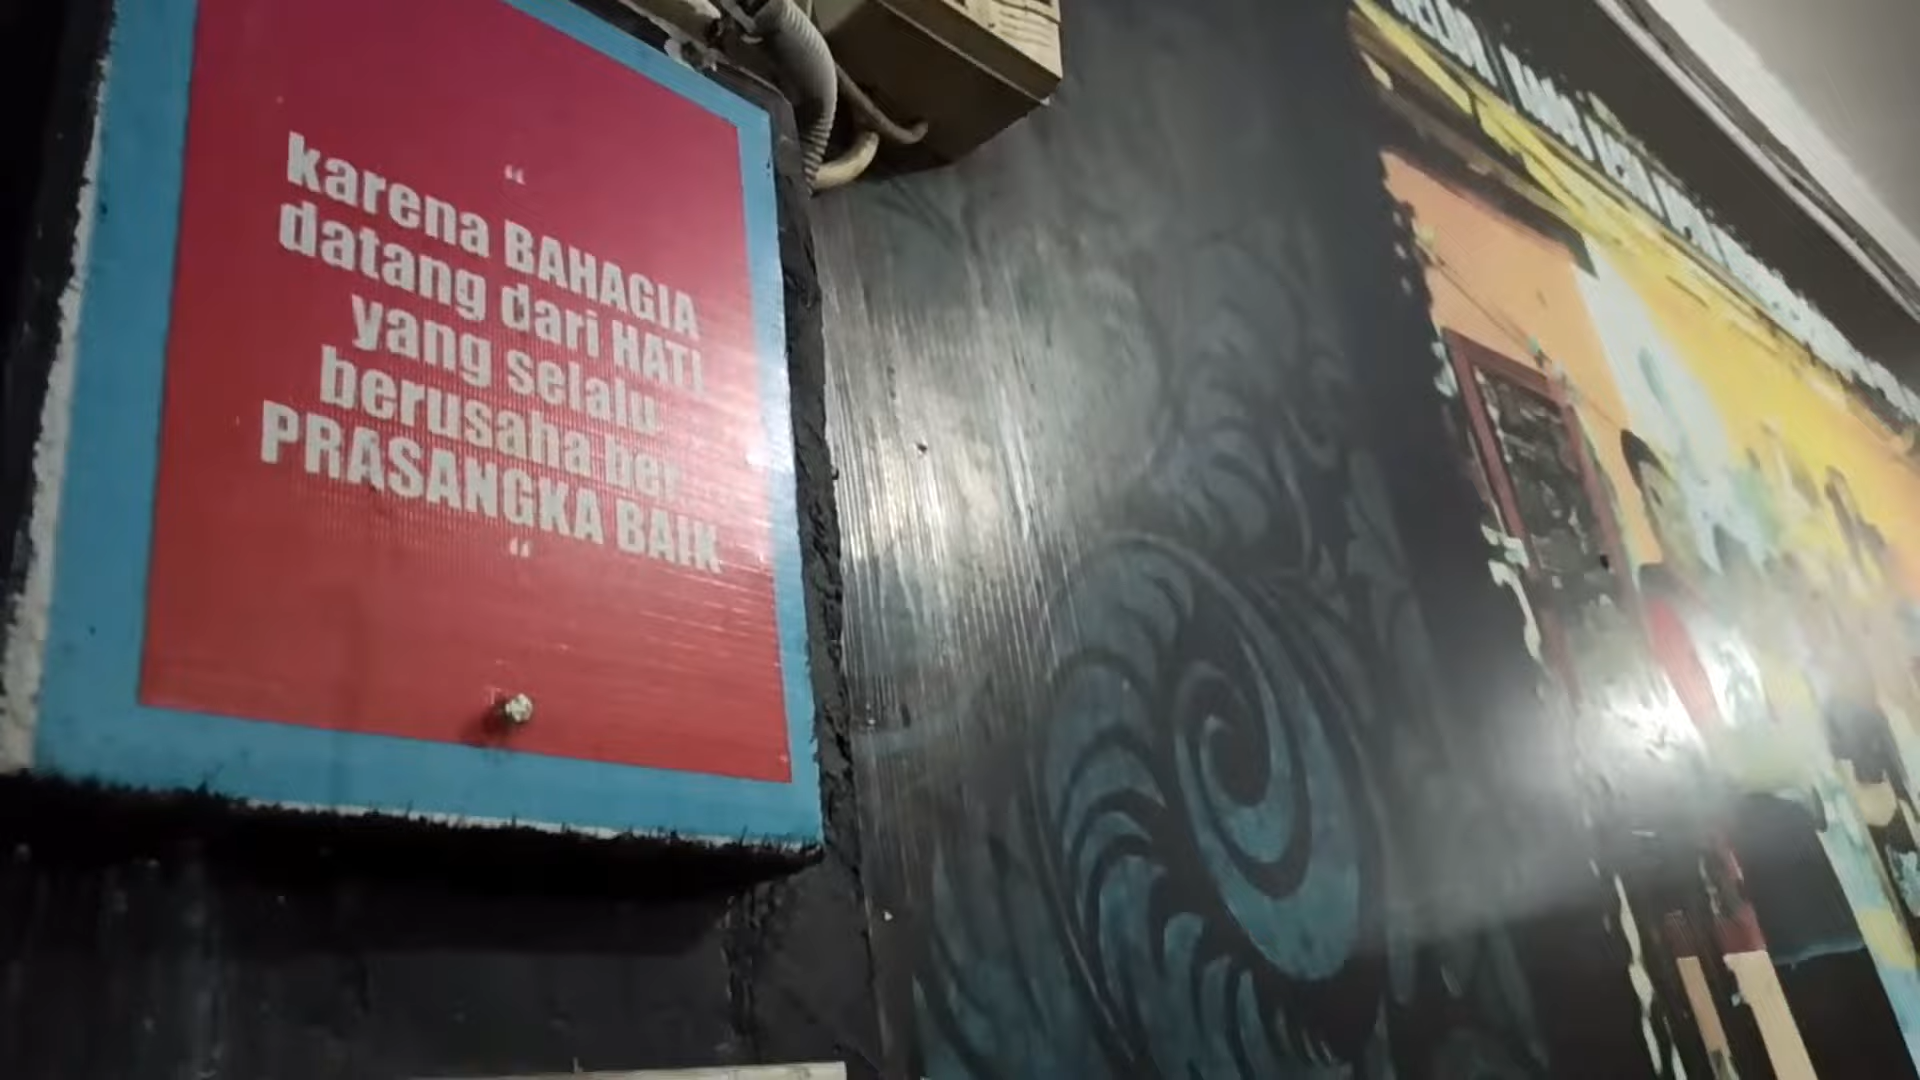 “
karena BAHAGIA
datang dari HATI
yang selalu
berusaha ber
PRASANGKA BAIK
“